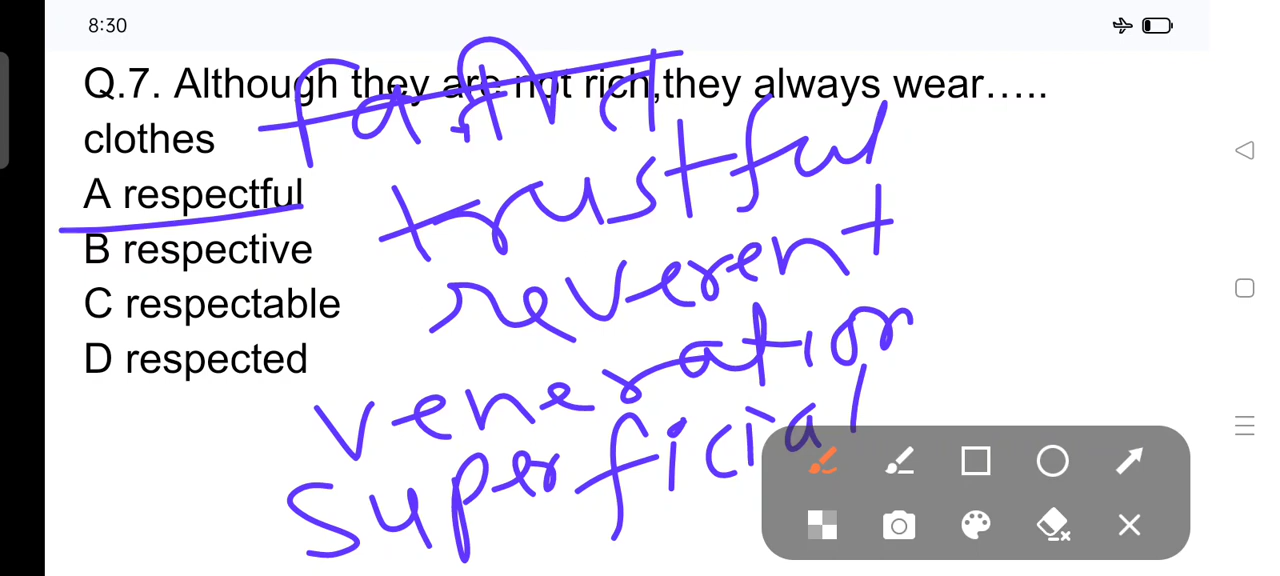 8:30
Q.7. Although they are not rich,they always wear…..
clothes
A respectful
B respective
C respectable
D respected
trustful
reverent
veneration
superficial